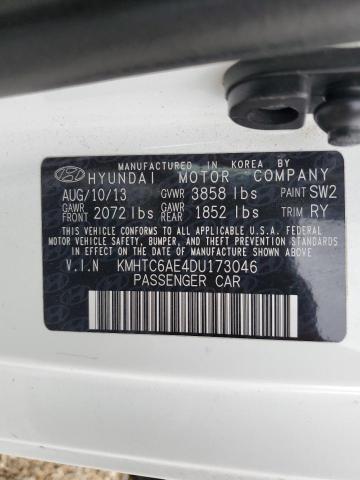 MANUFACTURED IN KOREA BY
HYUNDAI MOTOR COMPANY
AUG/10/13 GVWR 3858 lbs PAINT SW2
GAWR FRONT 2072 lbs GAWR REAR 1852 lbs TRIM RY
THIS VEHICLE CONFORMS TO ALL APPLICABLE FEDERAL
MOTOR VEHICLE SAFETY, BUMPER, AND THEFT PREVENTION
STANDARDS IN EFFECT ON THE DATE OF MANUFACTURE
SHOWN ABOVE.
V.I.N KMHTC6AE4DU173046
PASSENGER CAR